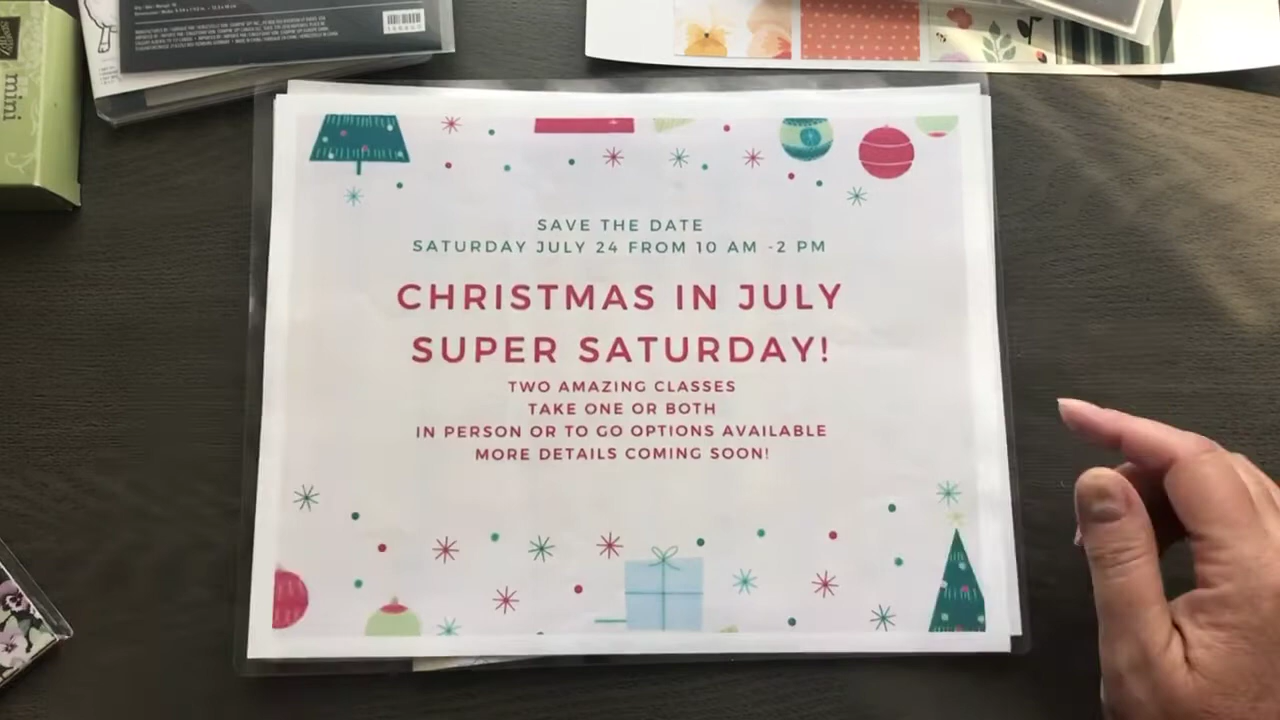 mini
SAVE THE DATE
SATURDAY JULY 24 FROM 10 AM -2 PM
CHRISTMAS IN JULY
SUPER SATURDAY!
TWO AMAZING CLASSES
TAKE ONE OR BOTH
IN PERSON OR TO GO OPTIONS AVAILABLE
MORE DETAILS COMING SOON!